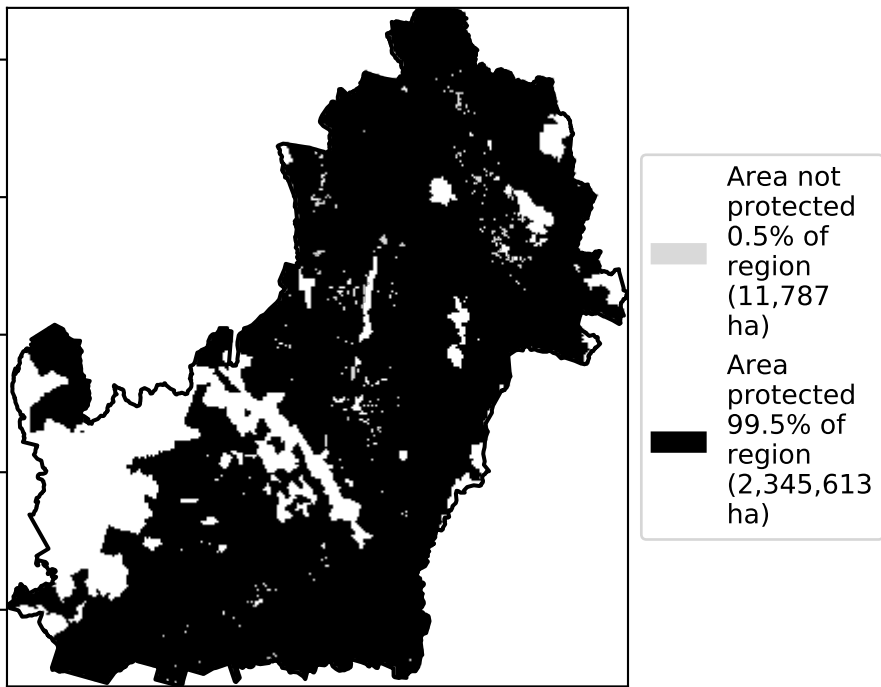 Area not
protected
0.5% of
region
(11,787
ha)
Area
protected
99.5% of
region
(2,345,613
ha)